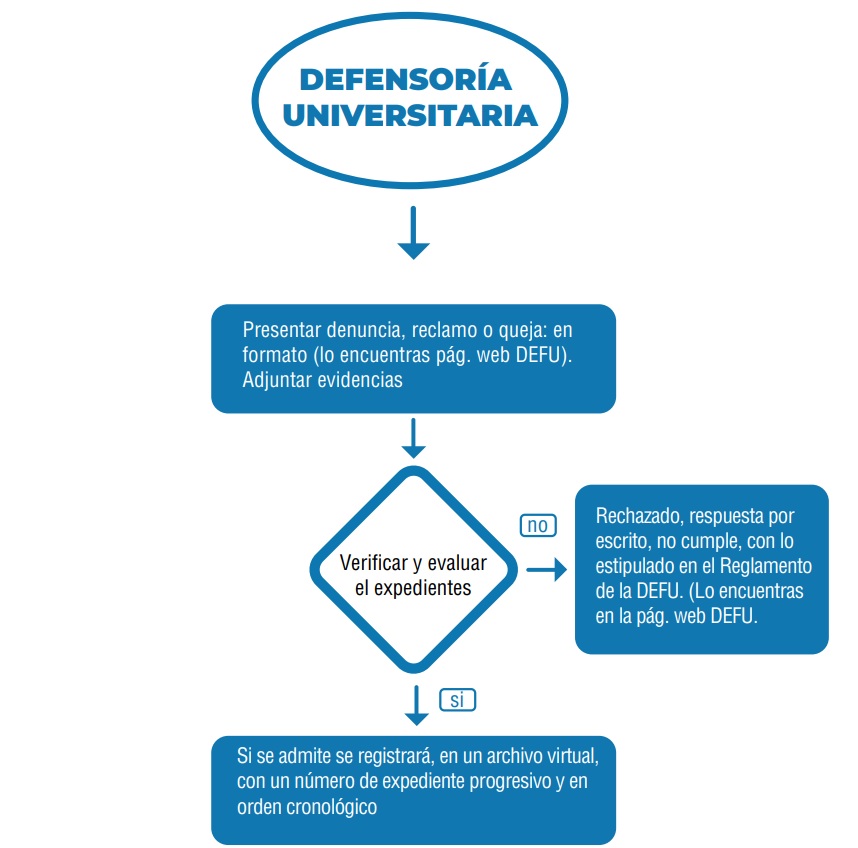 DEFENSORÍA
UNIVERSITARIA
Presentar denuncia, reclamo o queja: en
formato (lo encuentras pág. web DEFU).
Adjuntar evidencias
Verificar y evaluar
el expedientes
no
Rechazado, respuesta por
escrito, no cumple, con lo
estipulado en el Reglamento
de la DEFU. (Lo encuentras
en la pág. web DEFU.
si
Si se admite se registrará, en un archivo virtual,
con un número de expediente progresivo y en
orden cronológico